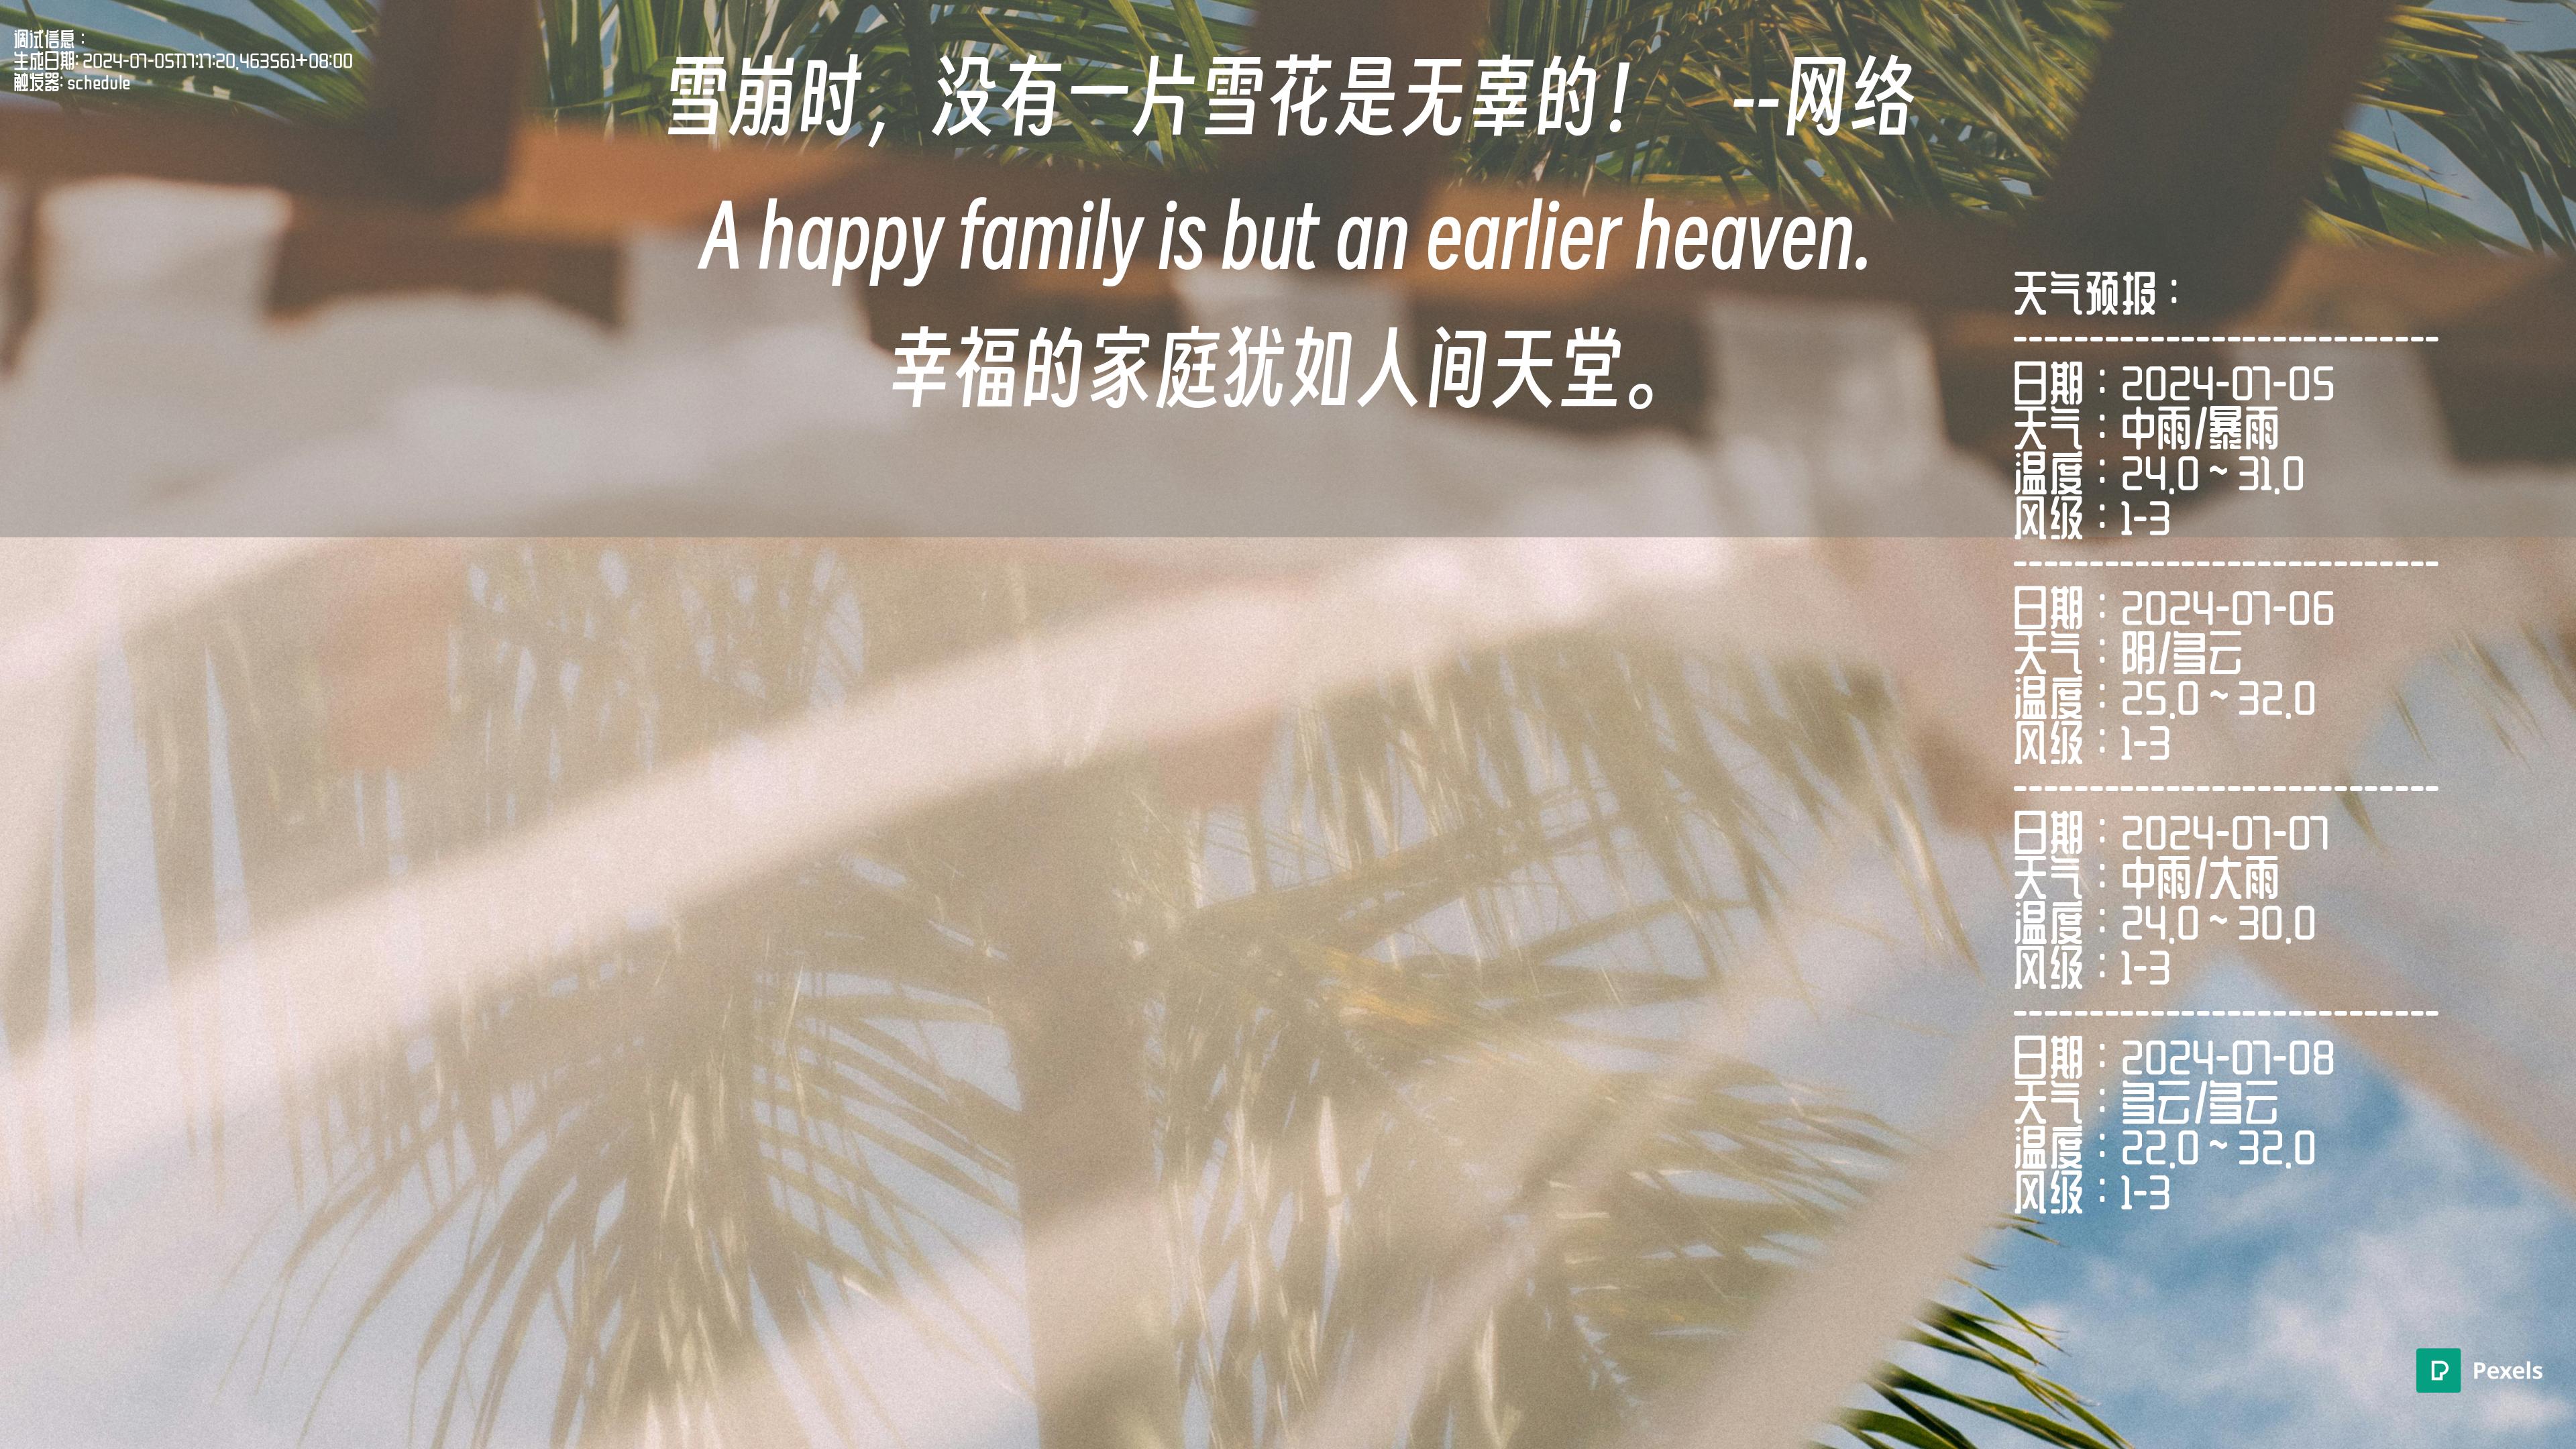 调试信息：
生成日期: 2024-07-05T17:17:20.463561+08:00
触发器: schedule
雪崩时，没有一片雪花是无辜的！ --网络
A happy family is but an earlier heaven.
幸福的家庭犹如人间天堂。
天气预报：
------------------------------
日期：2024-07-05
天气：中雨/暴雨
温度：24.0 ~ 31.0
风级：1-3
------------------------------
日期：2024-07-06
天气：阴/多云
温度：25.0 ~ 32.0
风级：1-3
------------------------------
日期：2024-07-07
天气：中雨/大雨
温度：24.0 ~ 30.0
风级：1-3
------------------------------
日期：2024-07-08
天气：多云/多云
温度：22.0 ~ 32.0
风级：1-3
Pexels